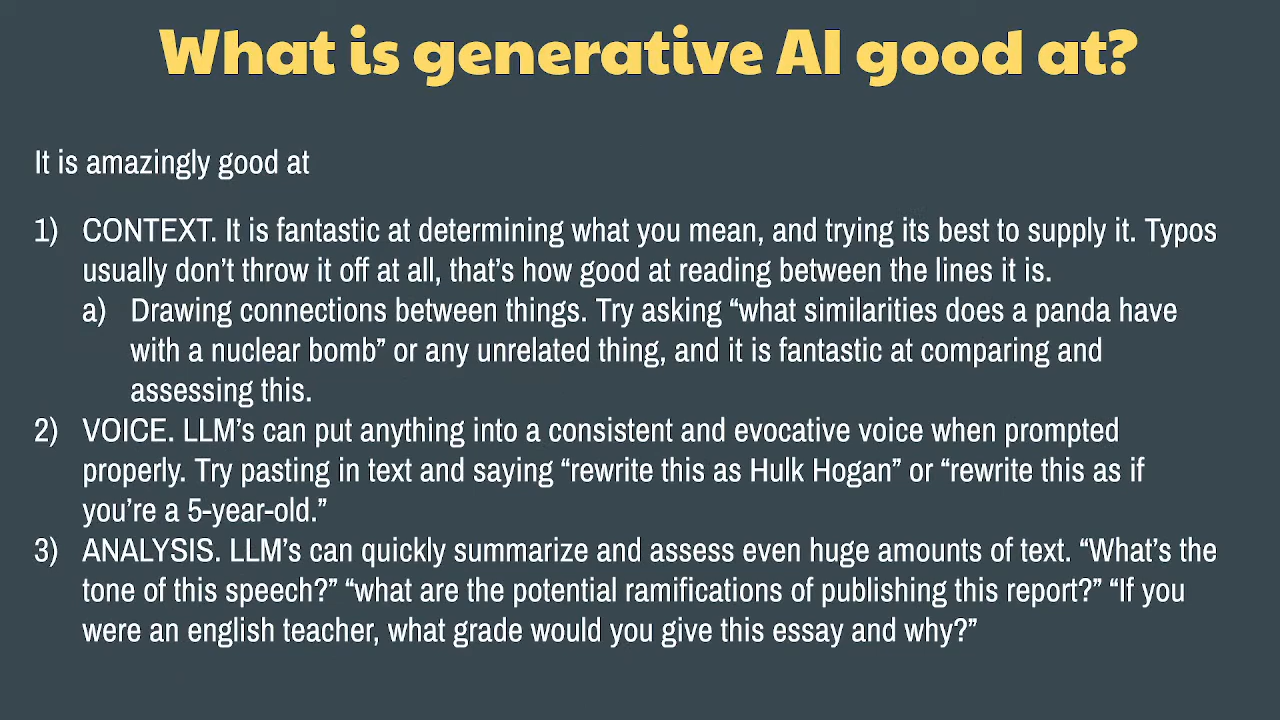 What is generative AI good at?
It is amazingly good at
1) CONTEXT. It is fantastic at determining what you mean, and trying its best to supply it. Typos
usually don’t throw it off at all, that’s how good at reading between the lines it is.
a) Drawing connections between things. Try asking “what similarities does a panda have
with a nuclear bomb” or any unrelated thing, and it is fantastic at comparing and
assessing this.
2) VOICE. LLM’s can put anything into a consistent and evocative voice when prompted
properly. Try pasting in text and saying “rewrite this as Hulk Hogan” or “rewrite this as if
you’re a 5-year-old.”
3) ANALYSIS. LLM’s can quickly summarize and assess even huge amounts of text. “What’s the
tone of this speech?” “what are the potential ramifications of publishing this report?” “If you
were an english teacher, what grade would you give this essay and why?”